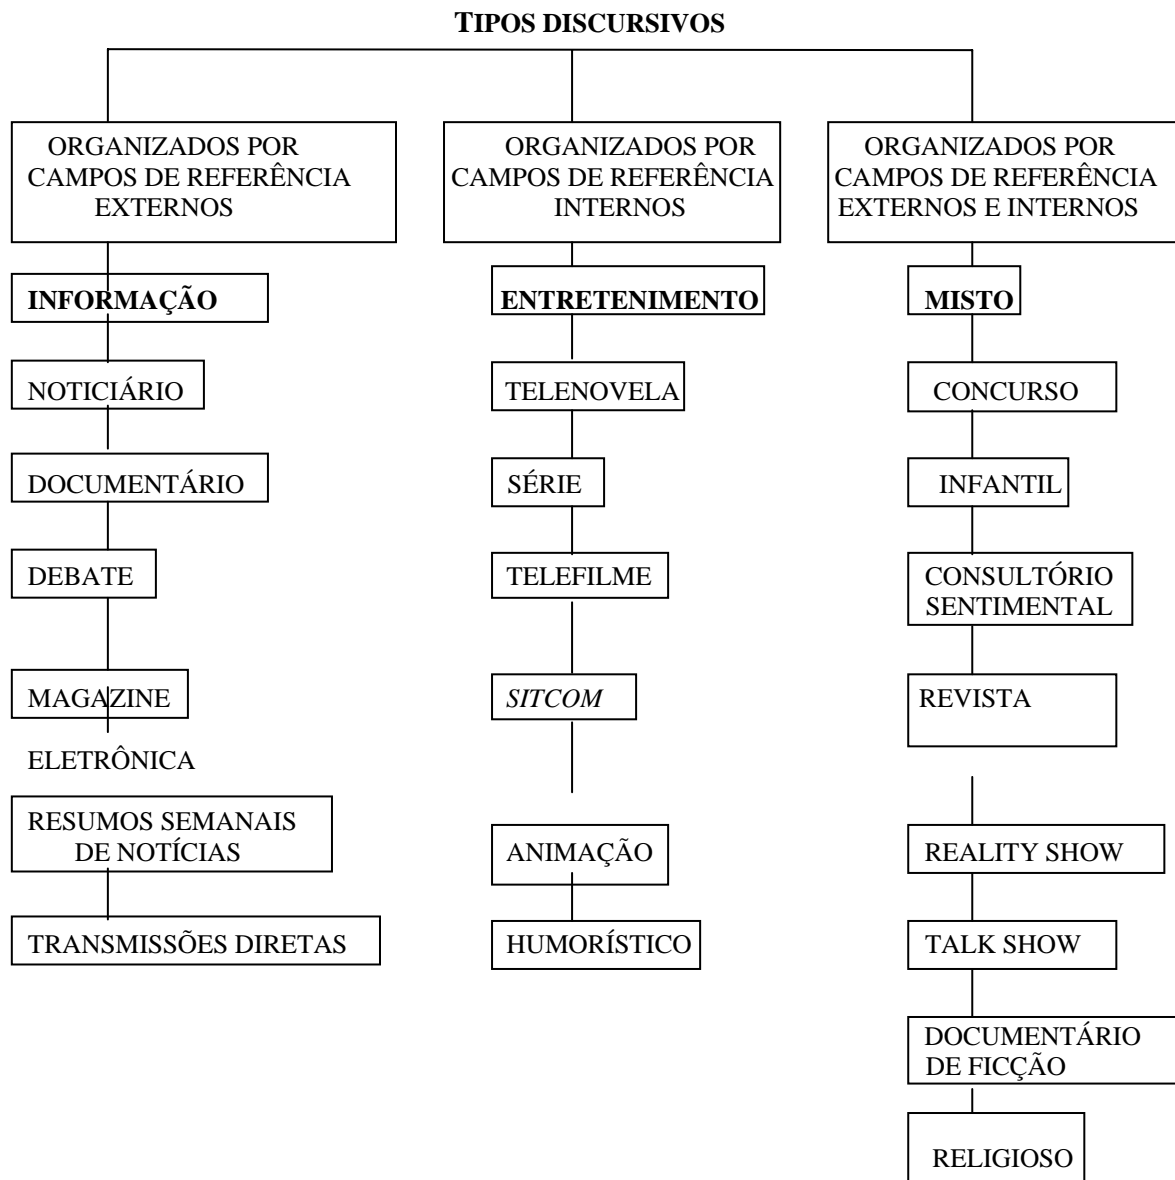 TIPOS DISCURSIVOS
ORGANIZADOS POR
CAMPOS DE REFERÊNCIA
EXTERNOS
INFORMAÇÃO
NOTICIÁRIO
DOCUMENTÁRIO
DEBATE
MAGAZINE
ELETRÔNICA
RESUMOS SEMANAIS
DE NOTÍCIAS
TRANSMISSÕES DIRETAS
ORGANIZADOS POR
CAMPOS DE REFERÊNCIA
INTERNOS
ENTRETENIMENTO
TELENOVELA
SÉRIE
TELEFILME
SITCOM
ANIMAÇÃO
HUMORÍSTICO
ORGANIZADOS POR
CAMPOS DE REFERÊNCIA
EXTERNOS E INTERNOS
MISTO
CONCURSO
INFANTIL
CONSULTÓRIO
SENTIMENTAL
REVISTA
REALITY SHOW
TALK SHOW
DOCUMENTÁRIO
DE FICÇÃO
RELIGIOSO